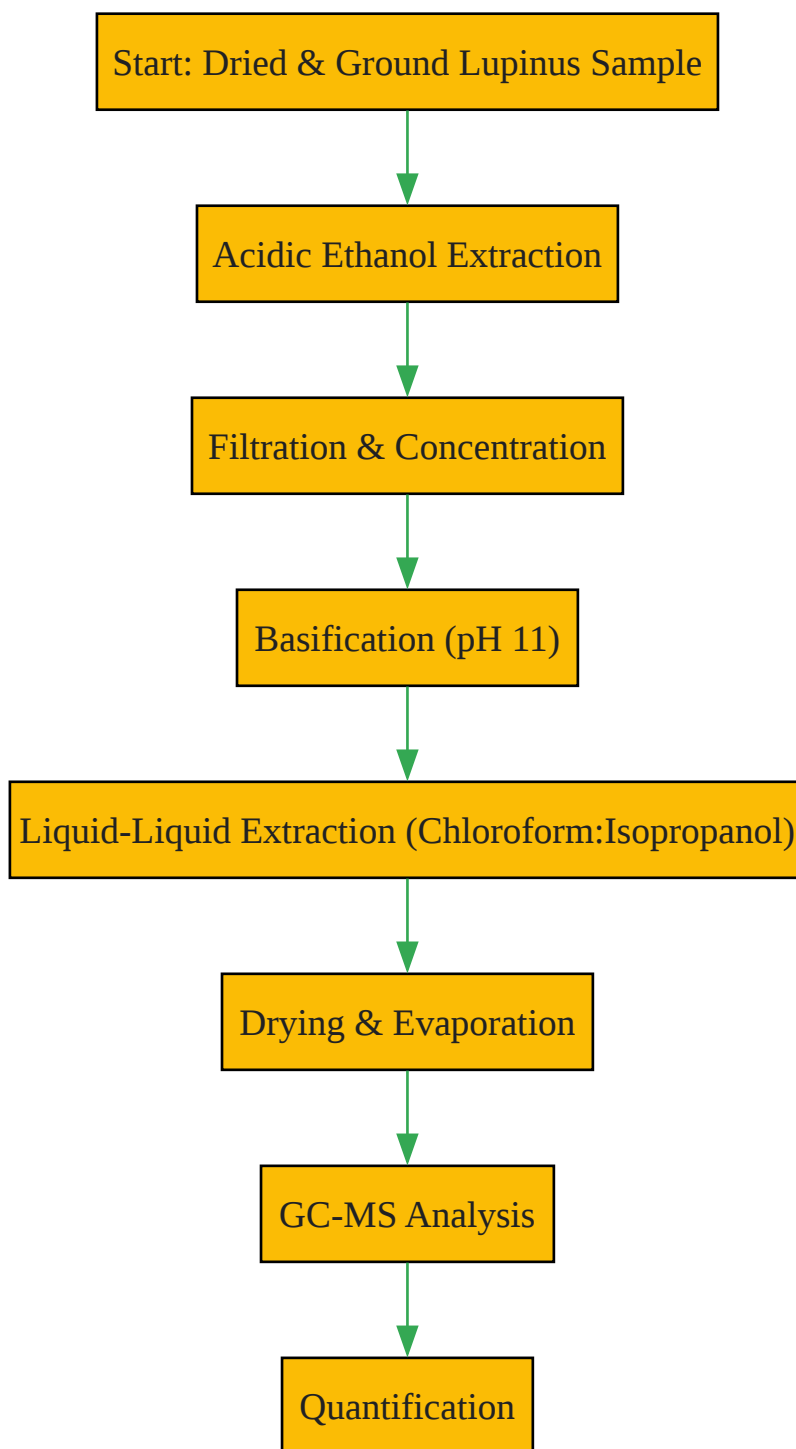 Start: Dried & Ground Lupinus Sample
Acidic Ethanol Extraction
Filtration & Concentration
Basification (pH 11)
Liquid-Liquid Extraction (Chloroform:Isopropanol)
Drying & Evaporation
GC-MS Analysis
Quantification